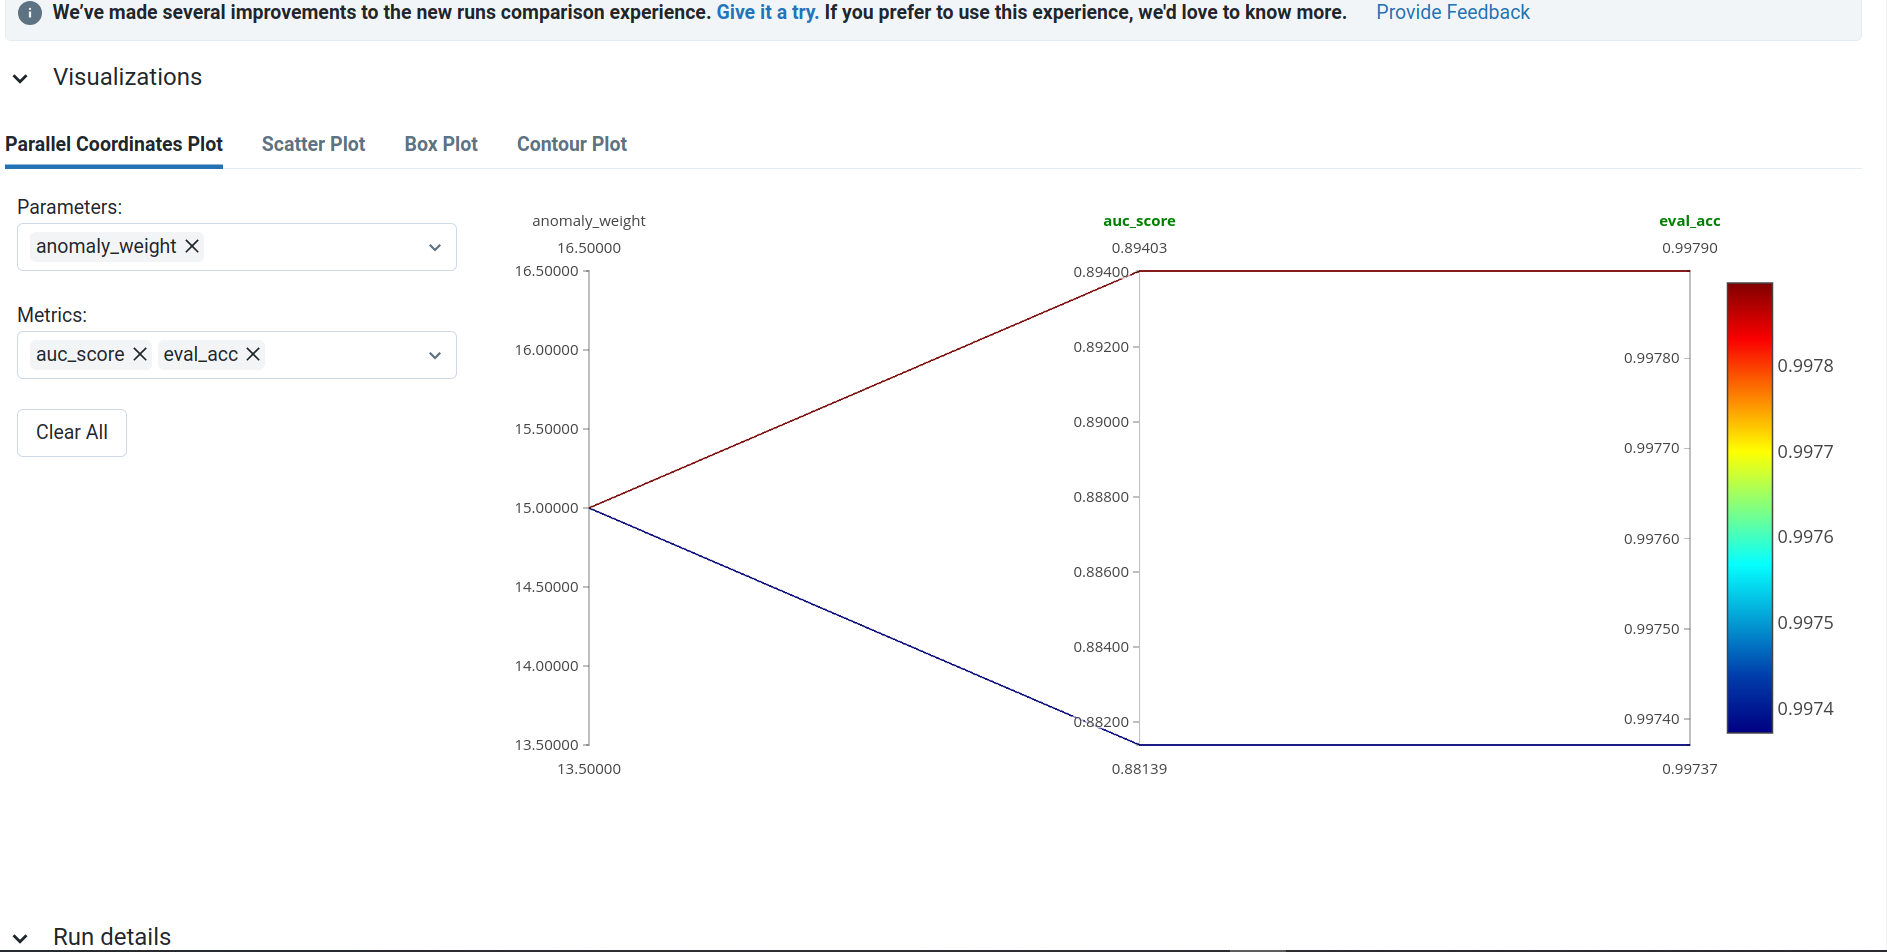 We've made several improvements to the new runs comparison experience. Give it a try. If you prefer to use this experience, we'd love to know more. Provide Feedback
Visualizations
Parallel Coordinates Plot Scatter Plot Box Plot Contour Plot
Parameters:
anomaly_weight
Metrics:
auc_score eval_acc
Clear All
anomaly_weight
16.50000
16.50000
16.00000
15.50000
15.00000
14.50000
14.00000
13.50000
13.50000
auc_score
0.89403
0.89400
0.89200
0.89000
0.88800
0.88600
0.88400
0.88200
0.88139
eval_acc
0.99790
0.99780
0.99770
0.99760
0.99750
0.99740
0.99737
0.9978
0.9977
0.9976
0.9975
0.9974
Run details